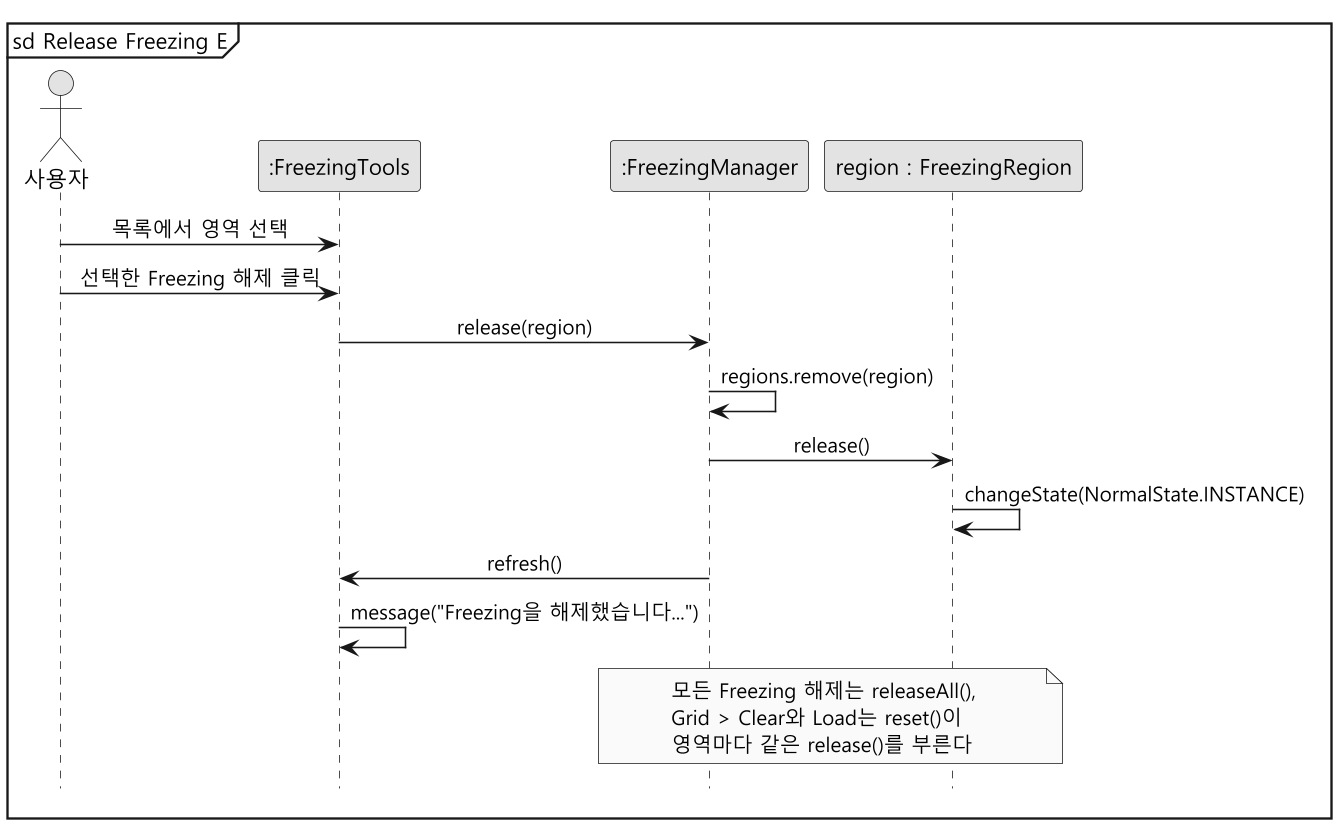 sd Release Freezing E
사용자
:FreezingTools
:FreezingManager
region : FreezingRegion
목록에서 영역 선택
선택한 Freezing 해제 클릭
release(region)
regions.remove(region)
release()
changeState(NormalState.INSTANCE)
refresh()
message("Freezing을 해제했습니다...")
모든 Freezing 해제는 releaseAll(),
Grid > Clear와 Load는 reset()이
영역마다 같은 release()를 부른다